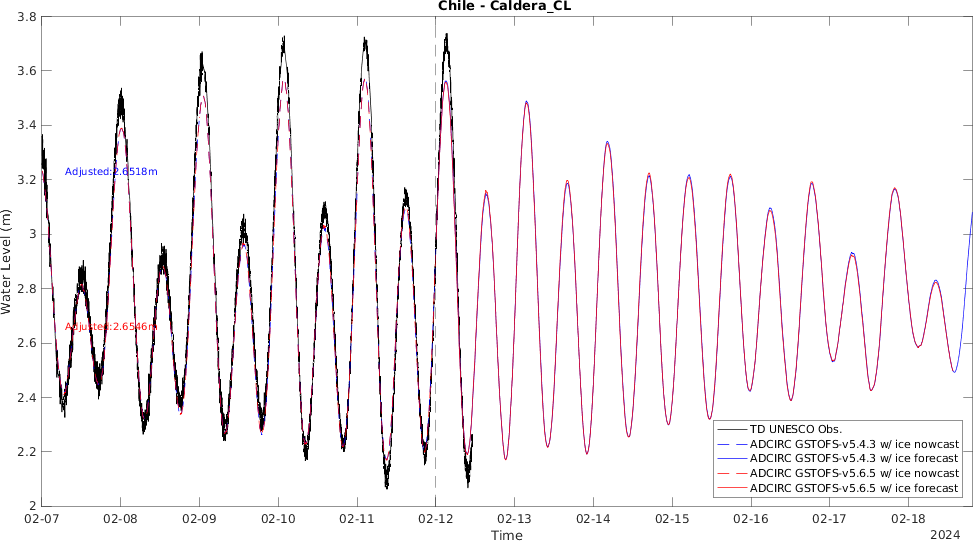 Chile - Caldera_CL
3.8
3.6
3.4
3.2
3
2.8
2.6
2.4
2.2
2
Water Level (m)
Adjusted:2.6518m
Adjusted:2.6546m
TD UNESCO Obs.
ADCIRC GSTOFS-v5.4.3 w/ ice nowcast
ADCIRC GSTOFS-v5.4.3 w/ ice forecast
ADCIRC GSTOFS-v5.6.5 w/ ice nowcast
ADCIRC GSTOFS-v5.6.5 w/ ice forecast
02-07 02-08 02-09 02-10 02-11 02-12 02-13 02-14 02-15 02-16 02-17 02-18
Time
2024